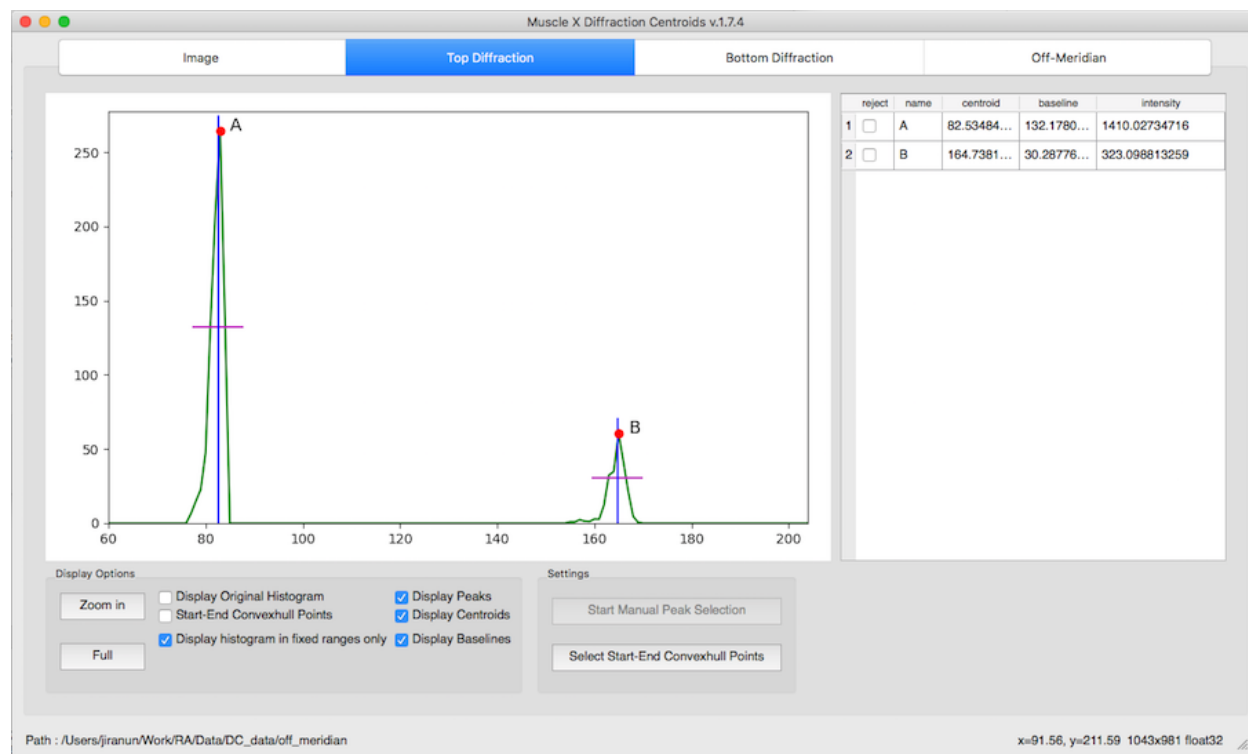 Muscle X Diffraction Centroids v.1.7.4
Image Top Diffraction Bottom Diffraction Off-Meridian
reject name centroid baseline intensity
1 A 82.53484... 132.1780... 1410.02734716
2 B 164.7381... 30.28776... 323.098813259
A
250
200
150
100
B
50
0
60 80 100 120 140 160 180 200
Display Options
Zoom in
Full
Display Original Histogram
Start-End Convexhull Points
Display histogram in fixed ranges only
Display Peaks
Display Centroids
Display Baselines
Settings
Start Manual Peak Selection
Select Start-End Convexhull Points
Path : /Users/jiranun/Work/RA/Data/DC_data/off_meridian
x=91.56, y=211.59 1043x981 float32